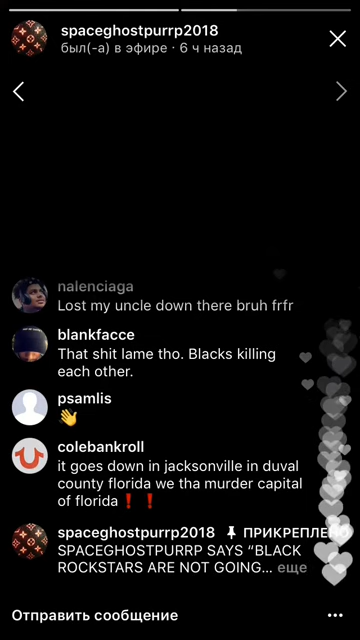 spaceghostpurrp2018
был(-а) в эфире · 6 ч назад
nalenciaga
Lost my uncle down there bruh frfr
blankfacce
That shit lame tho. Blacks killing
each other.
psamlis
👋
colebankroll
it goes down in jacksonville in duval
county florida we tha murder capital
of florida❗❗
spaceghostpurrp2018 📌 ПРИКРЕПЛЕНО
SPACEGHOSTPURRP SAYS “BLACK
ROCKSTARS ARE NOT GOING... еще
Отправить сообщение